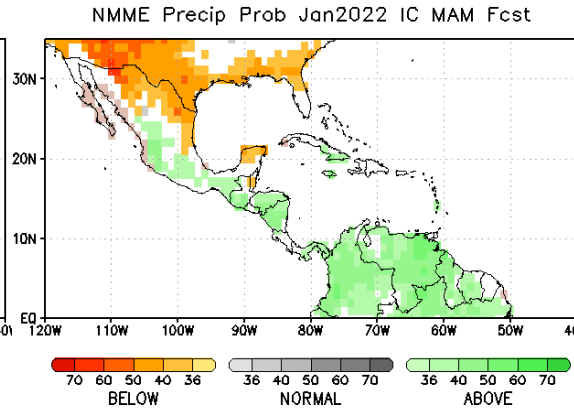 NMME Precip Prob Jan2022 IC MAM Fcst
30N
20N
10N
EQ
120W 110W 100W 90W 80W 70W 60W 50W
70 60 50 40 36
36 40 60 70
36 40 50 60 70
BELOW NORMAL ABOVE